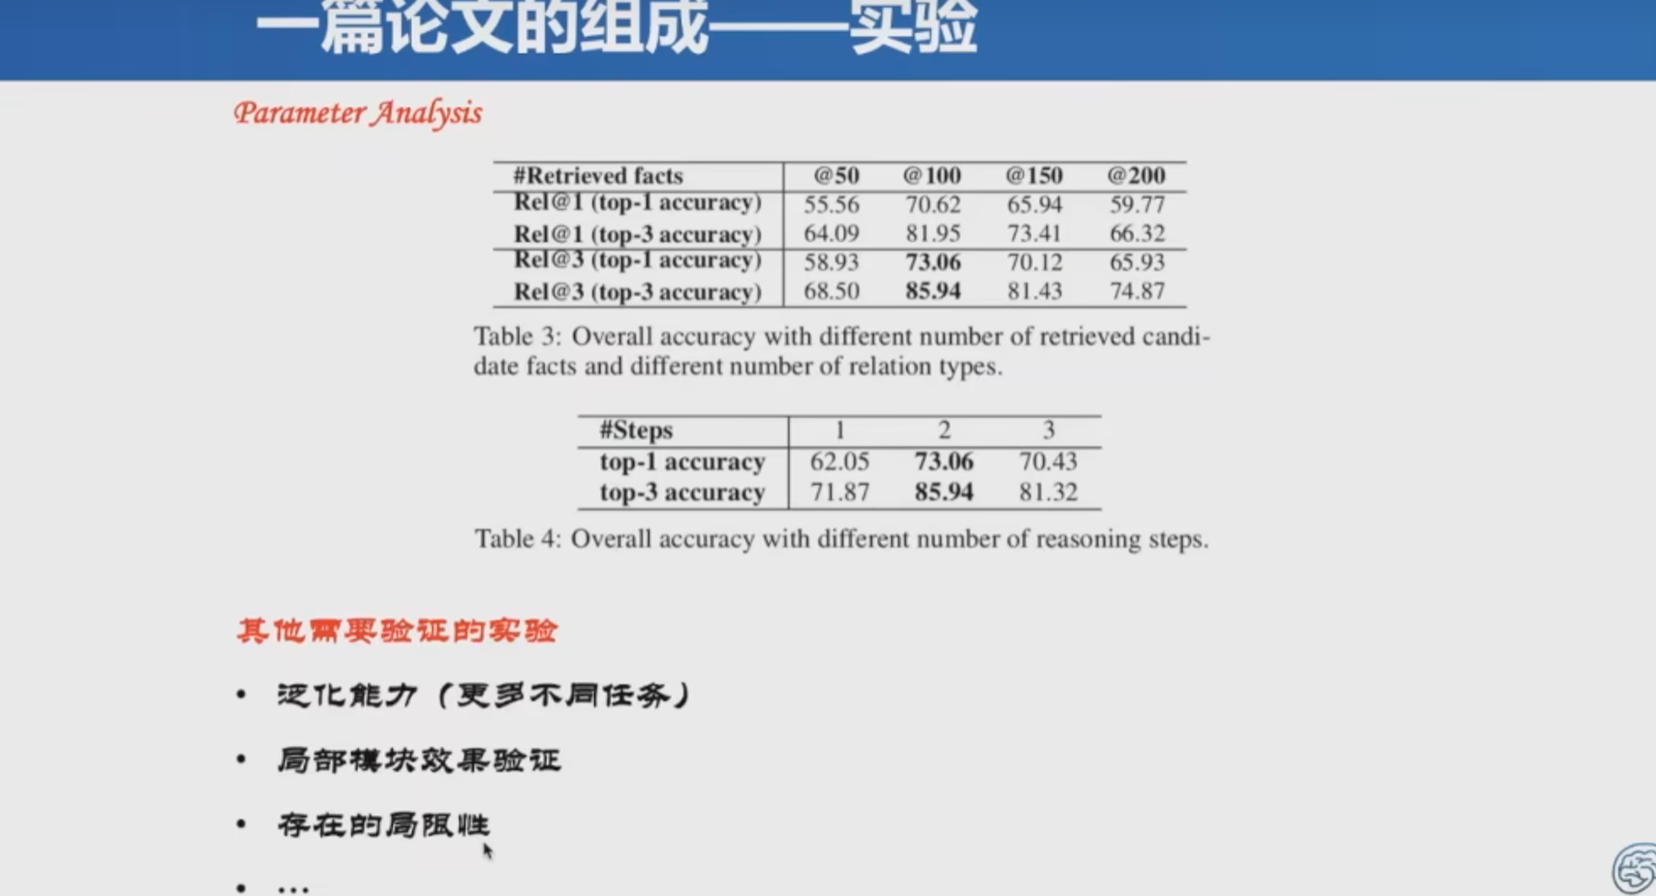 一篇论文的组成——实验
Parameter Analysis
#Retrieved facts @50 @100 @150 @200
Rel@1 (top-1 accuracy) 55.56 70.62 65.94 59.77
Rel@1 (top-3 accuracy) 64.09 81.95 73.41 66.32
Rel@3 (top-1 accuracy) 58.93 73.06 70.12 65.93
Rel@3 (top-3 accuracy) 68.50 85.94 81.43 74.87
Table 3: Overall accuracy with different number of retrieved candi-
date facts and different number of relation types.
#Steps 1 2 3
top-1 accuracy 62.05 73.06 70.43
top-3 accuracy 71.87 85.94 81.32
Table 4: Overall accuracy with different number of reasoning steps.
其他需要验证的实验
• 泛化能力（更多不同任务）
• 局部模块效果验证
• 存在的局限性
• ...